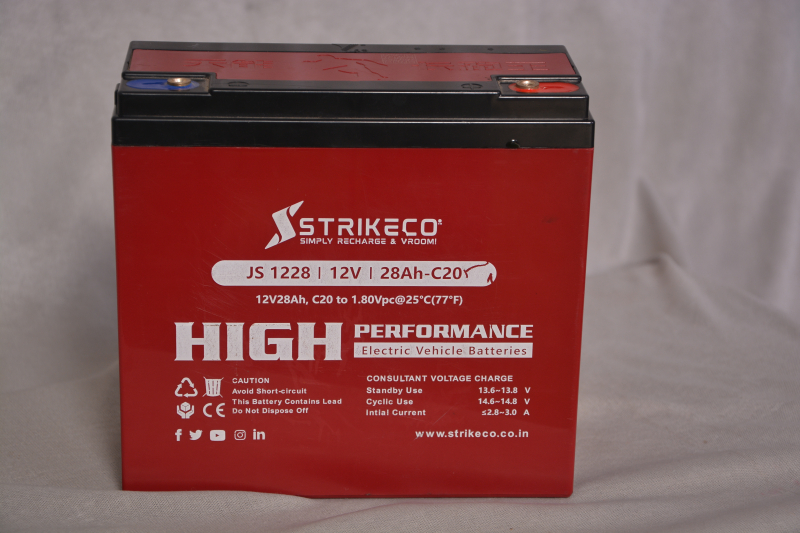 STRIKECO®
SIMPLY RECHARGE & VROOM!
JS 1228 | 12V | 28Ah-C20
12V28Ah, C20 to 1.80Vpc@25°C(77°F)
HIGH PERFORMANCE
Electric Vehicle Batteries
CAUTION
Avoid Short-circuit
This Battery Contains Lead
Do Not Dispose Off
CE
CONSULTANT VOLTAGE CHARGE
Standby Use 13.6~13.8 V
Cyclic Use 14.6~14.8 V
Intial Current ≤2.8~3.0 A
www.strikeco.co.in